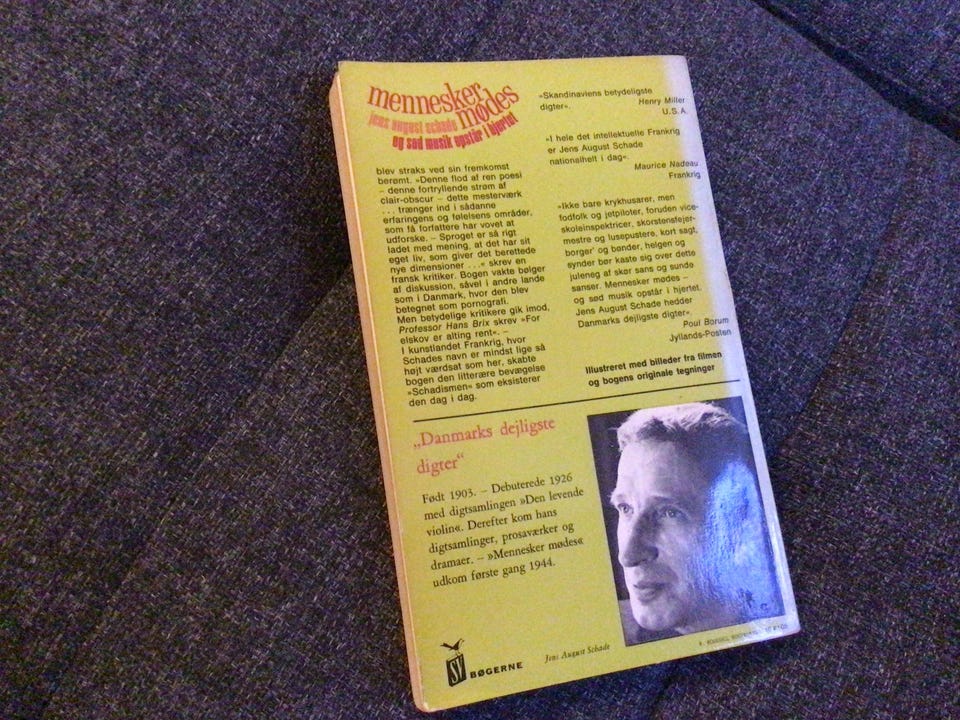 mennesker
mødes
jens august schade
og sød musik opstår i hjertet
blev straks ved sin fremkomst
berømt. »Denne flod af ren poesi
– denne fortryllende strøm af
clair-obscur – dette mesterværk
... trænger ind i sådanne
erfaringens og følelsens områder,
som få forfattere har vovet at
udforske. – Sproget er så rigt
ladet med mening, at det har sit
eget liv, som giver det berettede
nye dimensioner ...« skrev en
fransk kritiker. Bogen vakte bølger
af diskussion, såvel i andre lande
som i Danmark, hvor den blev
betegnet som pornografi.
Men betydelige kritikere gik imod,
Professor Hans Brix skrev »For
elskov er alting rent«. –
I kunstlandet Frankrig, hvor
Schades navn er mindst lige så
højt værdsat som her, skabte
bogen den litterære bevægelse
»Schadismen« som eksisterer
den dag i dag.
»Skandinaviens betydeligste
digter«.
Henry Miller
U.S.A.
»I hele det intellektuelle Frankrig
er Jens August Schade
nationalhelt i dag«.
Maurice Nadeau
Frankrig
»Ikke bare krykhusarer, men
fodfolk og jetpiloter, foruden vice-
skoleinspektricer, skorstensfejer-
mestre og lusepustere, kort sagt,
borger' og bønder, helgen og
synder bør kaste sig over dette
juleneg af skør sans og sunde
sanser. Mennesker mødes –
og sød musik opstår i hjertet.
Jens August Schade hedder
Danmarks dejligste digter«.
Poul Borum
Jyllands-Posten
Illustreret med billeder fra filmen
og bogens originale tegninger
„Danmarks dejligste
digter“
Født 1903. – Debuterede 1926
med digtsamlingen »Den levende
violin«. Derefter kom hans
digtsamlinger, prosaværker og
dramaer. – »Mennesker mødes«
udkom første gang 1944.
SV
BØGERNE
Jens August Schade